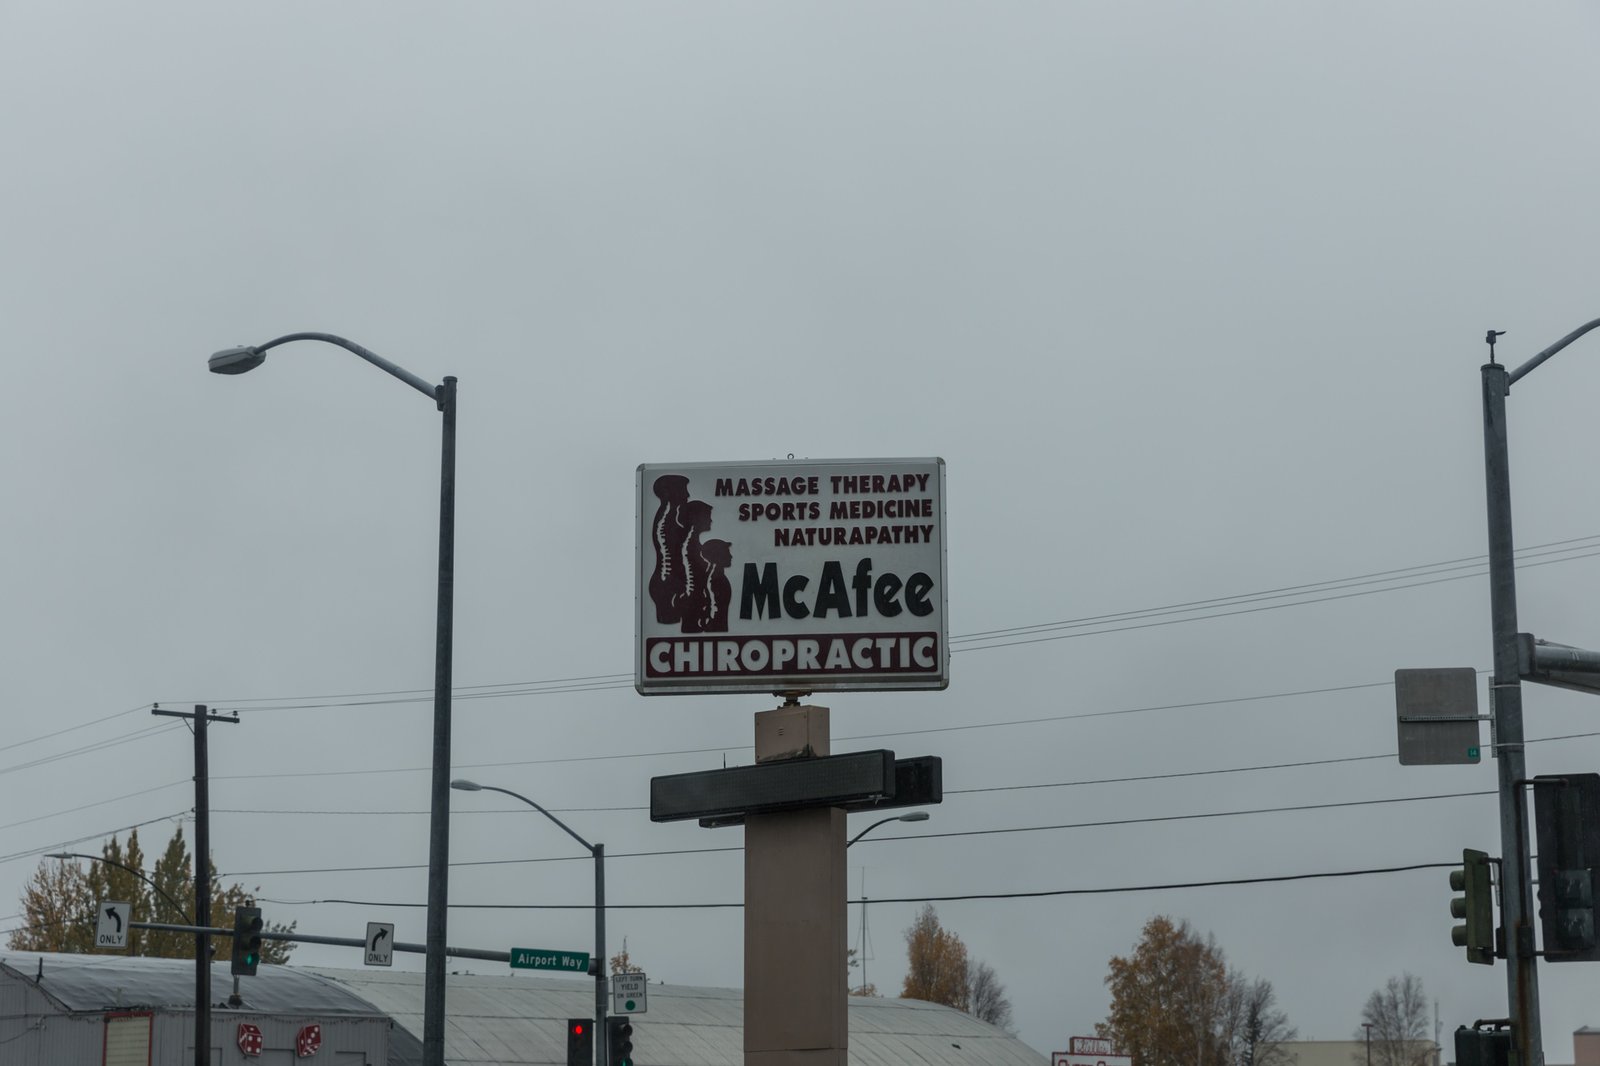 MASSAGE THERAPY
SPORTS MEDICINE
NATURAPATHY
McAfee
CHIROPRACTIC
ONLY
ONLY
Airport Way
LEFT TURN
YIELD
ON GREEN